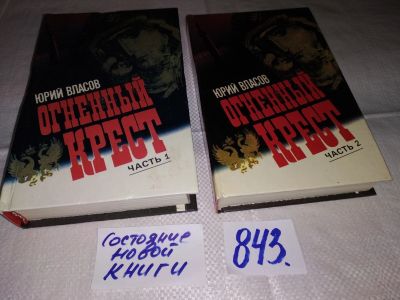 ЮРИЙ ВЛАСОВ
ОГНЕННЫЙ
КРЕСТ
ЧАСТЬ 1
ЮРИЙ ВЛАСОВ
ОГНЕННЫЙ
КРЕСТ
ЧАСТЬ 2
Состояние
новой
книги
843.